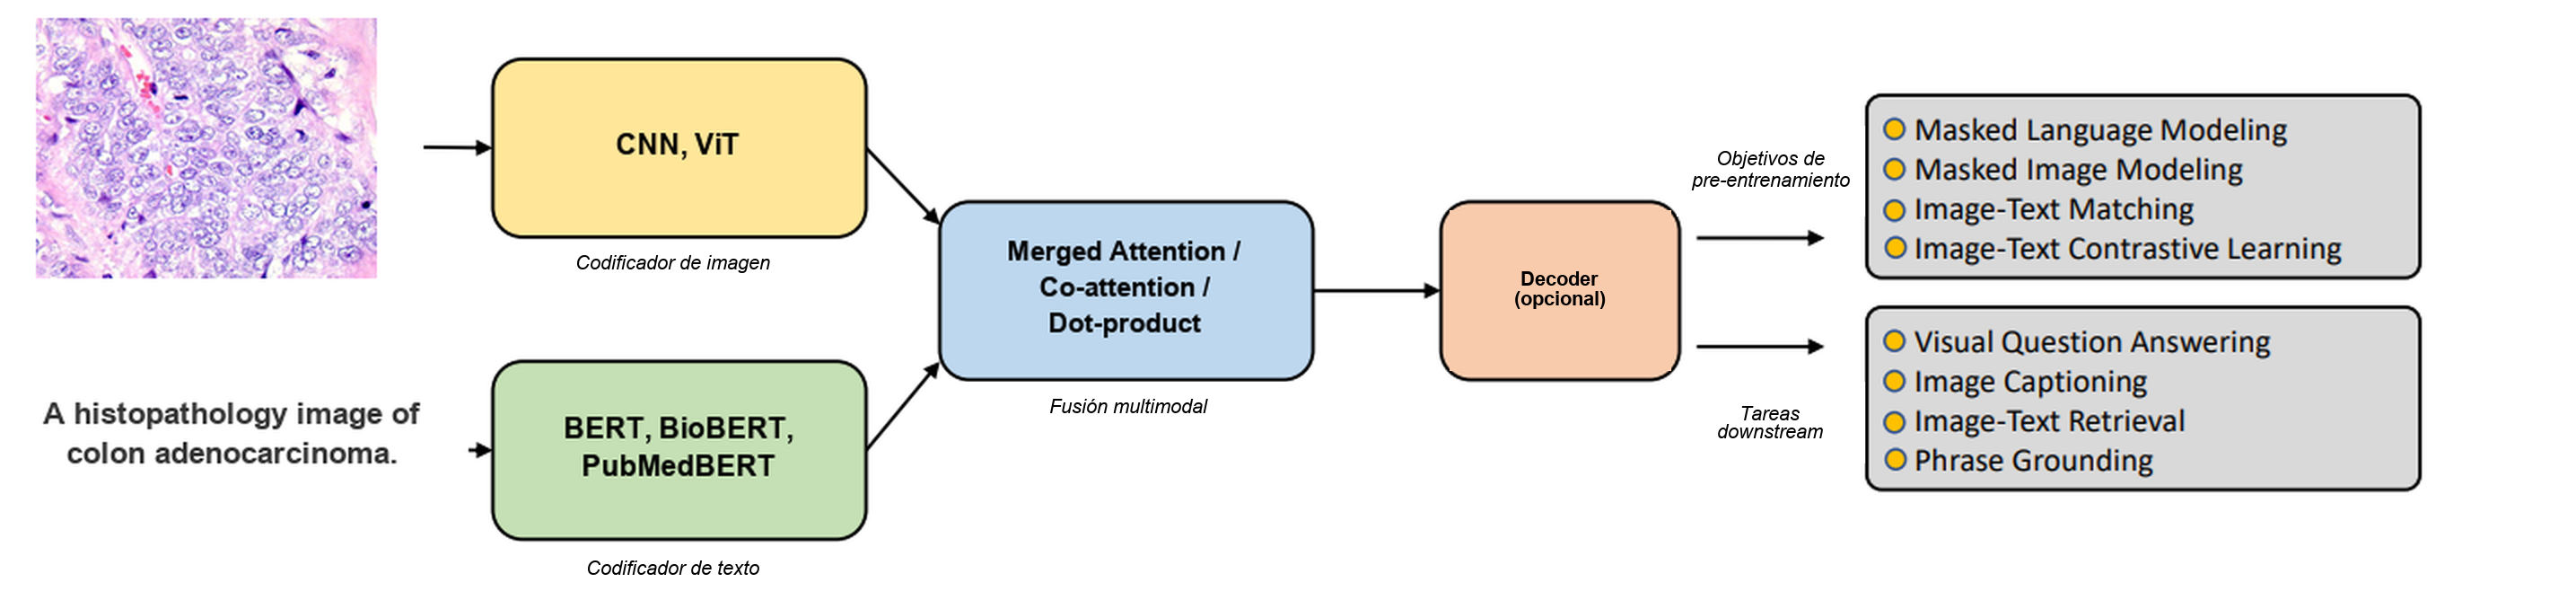 CNN, ViT
Codificador de imagen
A histopathology image of
colon adenocarcinoma.
BERT, BioBERT,
PubMedBERT
Codificador de texto
Merged Attention /
Co-attention /
Dot-product
Fusión multimodal
Decoder
(opcional)
Objetivos de
pre-entrenamiento
Masked Language Modeling
Masked Image Modeling
Image-Text Matching
Image-Text Contrastive Learning
Tareas
downstream
Visual Question Answering
Image Captioning
Image-Text Retrieval
Phrase Grounding